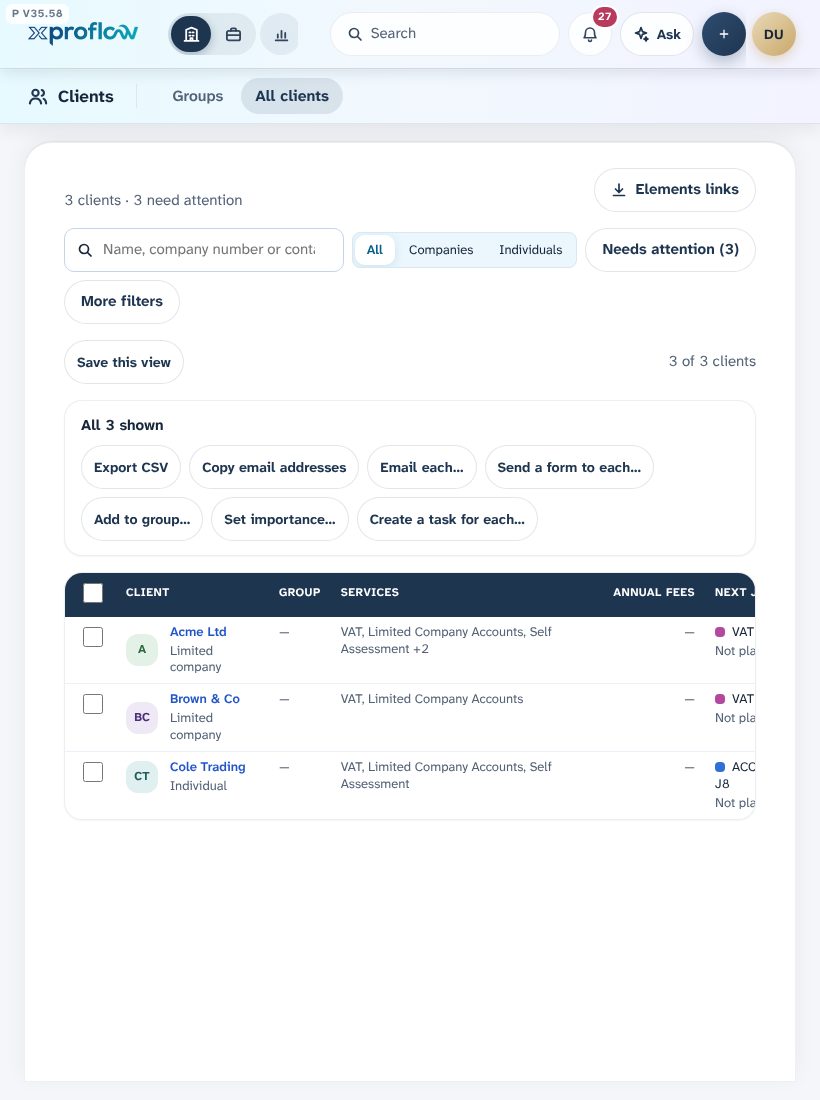 P V35.58
xproflow
Search
27
Ask
+
DU
Clients
Groups
All clients
3 clients · 3 need attention
Elements links
Name, company number or conta
All
Companies
Individuals
Needs attention (3)
More filters
Save this view
3 of 3 clients
All 3 shown
Export CSV
Copy email addresses
Email each...
Send a form to each...
Add to group...
Set importance...
Create a task for each...
CLIENT GROUP SERVICES ANNUAL FEES NEXT J
A
Acme Ltd
Limited
company
—
VAT, Limited Company Accounts, Self
Assessment +2
—
VAT
Not pla
BC
Brown & Co
Limited
company
—
VAT, Limited Company Accounts
—
VAT
Not pla
CT
Cole Trading
Individual
—
VAT, Limited Company Accounts, Self
Assessment
—
ACC
J8
Not pla